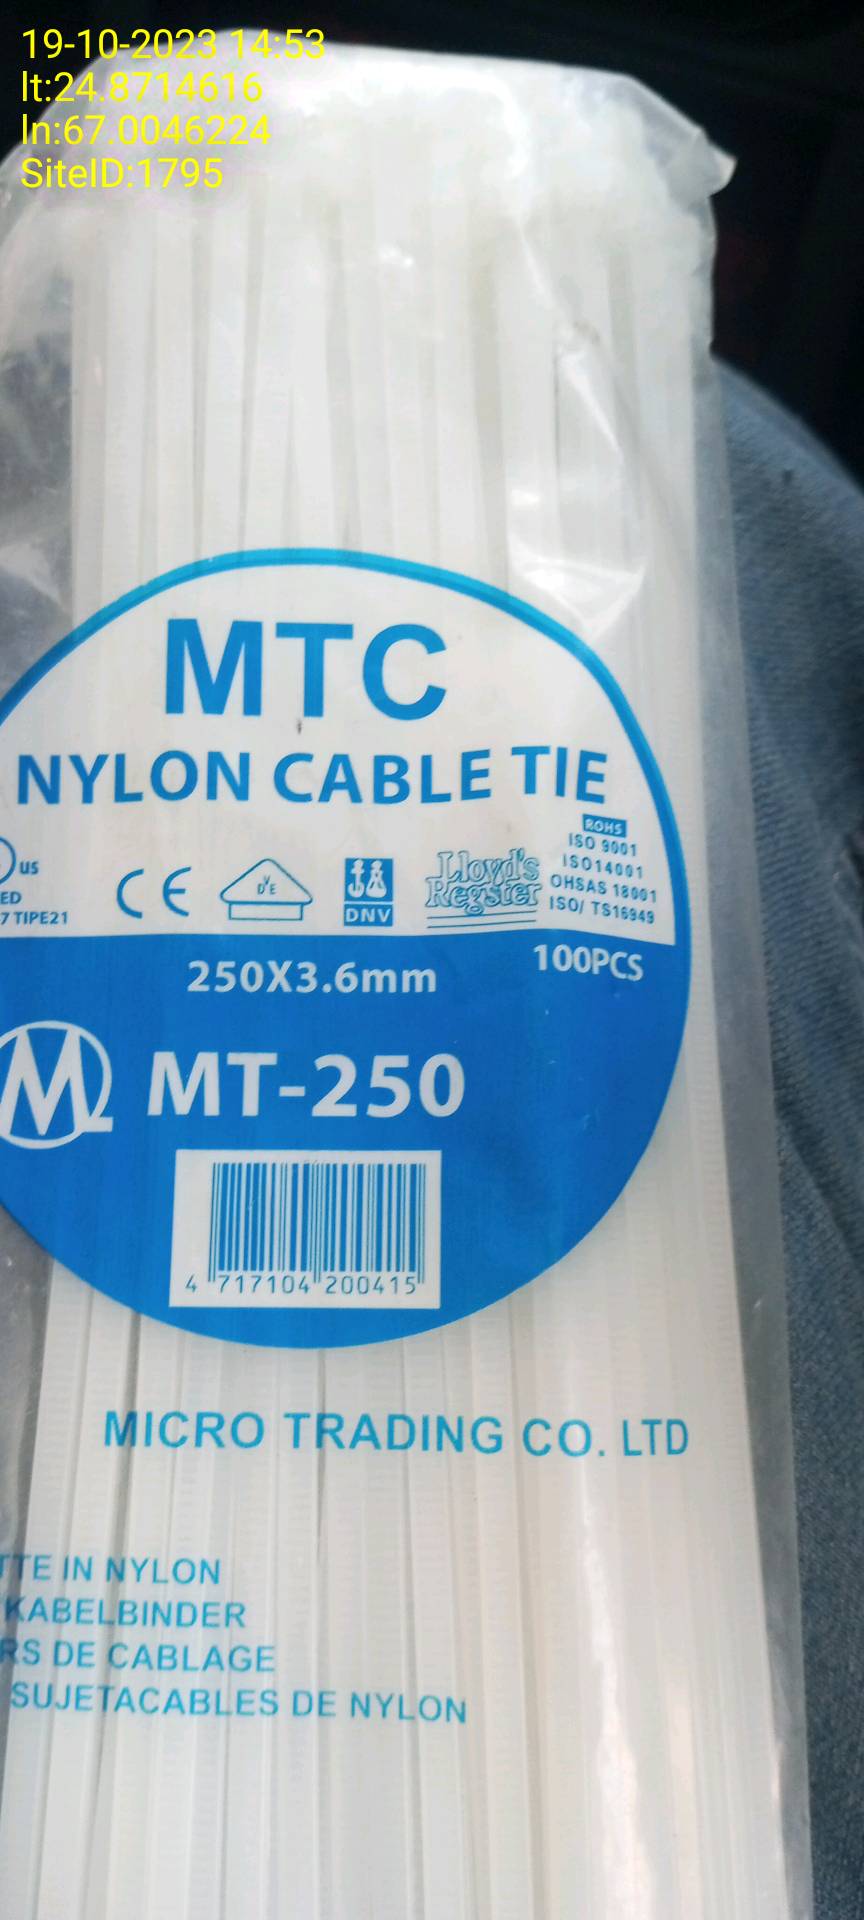 19-10-2023 14:53
lt:24.8714616
ln:67.0046224
SiteID:1795
MTC
NYLON CABLE TIE
ROHS
ISO 9001
ISO14001
OHSAS 18001
ISO/ TS16949
us
ED
7 TIPE21
CE
VDE
DNV
Lloyd's
Regster
250X3.6mm
100PCS
MT-250
4 717104 200415
MICRO TRADING CO. LTD
TTE IN NYLON
KABELBINDER
RS DE CABLAGE
SUJETACABLES DE NYLON